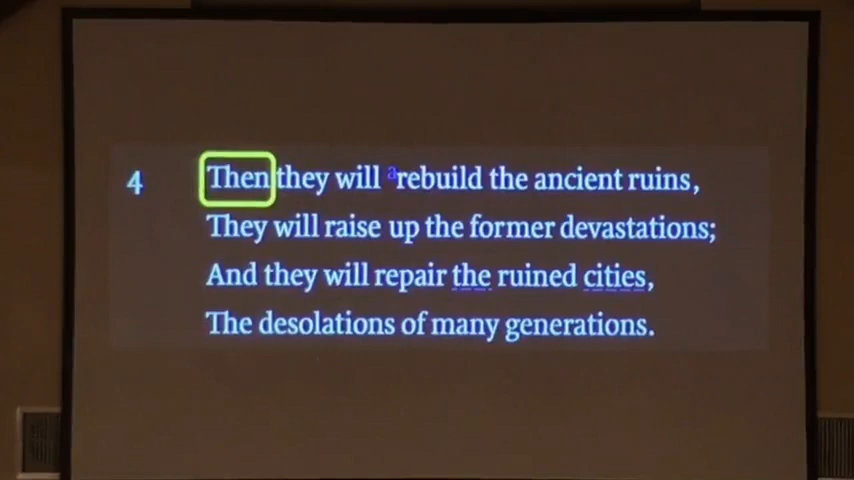 4 Then they will ᵃrebuild the ancient ruins,
They will raise up the former devastations;
And they will repair the ruined cities,
The desolations of many generations.